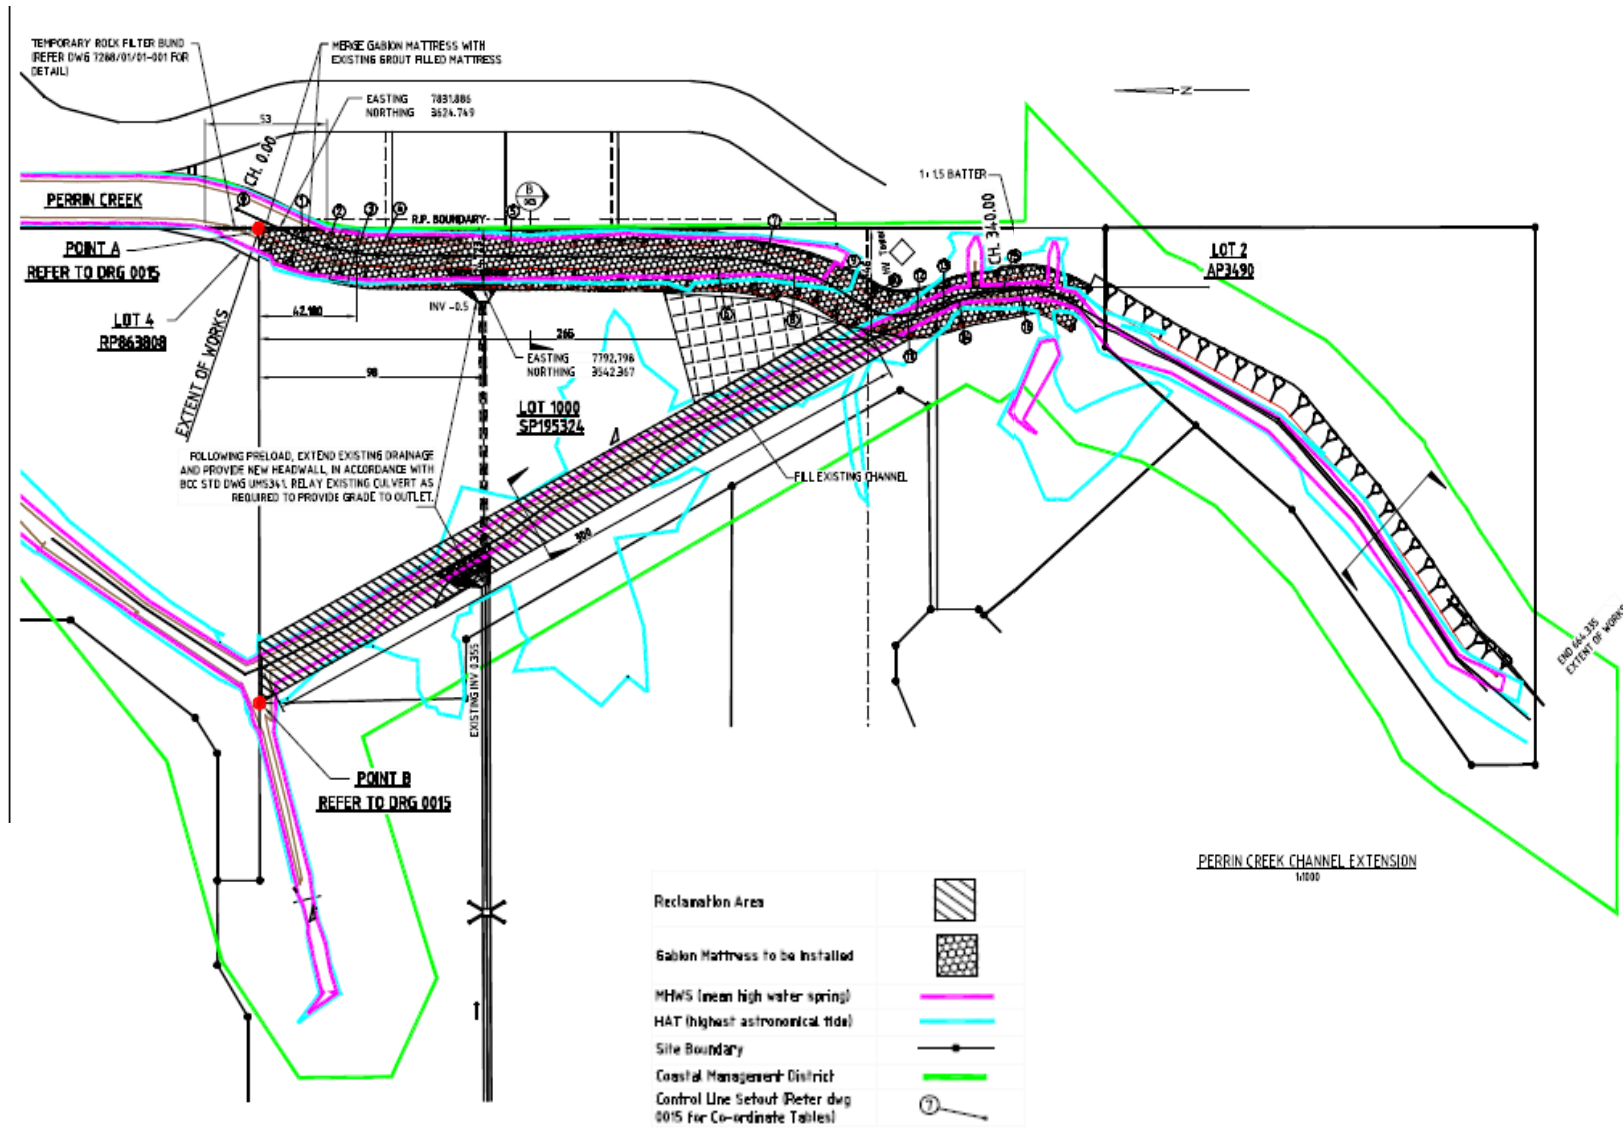 TEMPORARY ROCK FILTER BUND
(REFER DWG 7268/01/01-001 FOR
DETAIL)
MERGE GABION MATTRESS WITH
EXISTING GROUT FILLED MATTRESS
EASTING 7831.886
NORTHING 3624.749
53
CH. 0.00
N
1:1.5 BATTER
PERRIN CREEK
R.P. BOUNDARY
B
CH. 340.00
POINT A
REFER TO DRG 0015
LOT 2
AP3490
LOT 4
RP863808
EXTENT OF WORKS
42.180
INV -0.5
265
EASTING 7792.798
NORTHING 3542.367
98
LOT 1000
SP195324
FOLLOWING PRELOAD, EXTEND EXISTING DRAINAGE
AND PROVIDE NEW HEADWALL, IN ACCORDANCE WITH
BCC STD DWG UMS341. RELAY EXISTING CULVERT AS
REQUIRED TO PROVIDE GRADE TO OUTLET.
FILL EXISTING CHANNEL
300
EXISTING INV 0.355
END 664.335
EXTENT OF WORKS
POINT B
REFER TO DRG 0015
PERRIN CREEK CHANNEL EXTENSION
1:1000
Reclamation Area
Gabion Mattress to be installed
MHWS (mean high water spring)
HAT (highest astronomical tide)
Site Boundary
Coastal Management District
Control Line Setout (Refer dwg
0015 for Co-ordinate Tables)
7